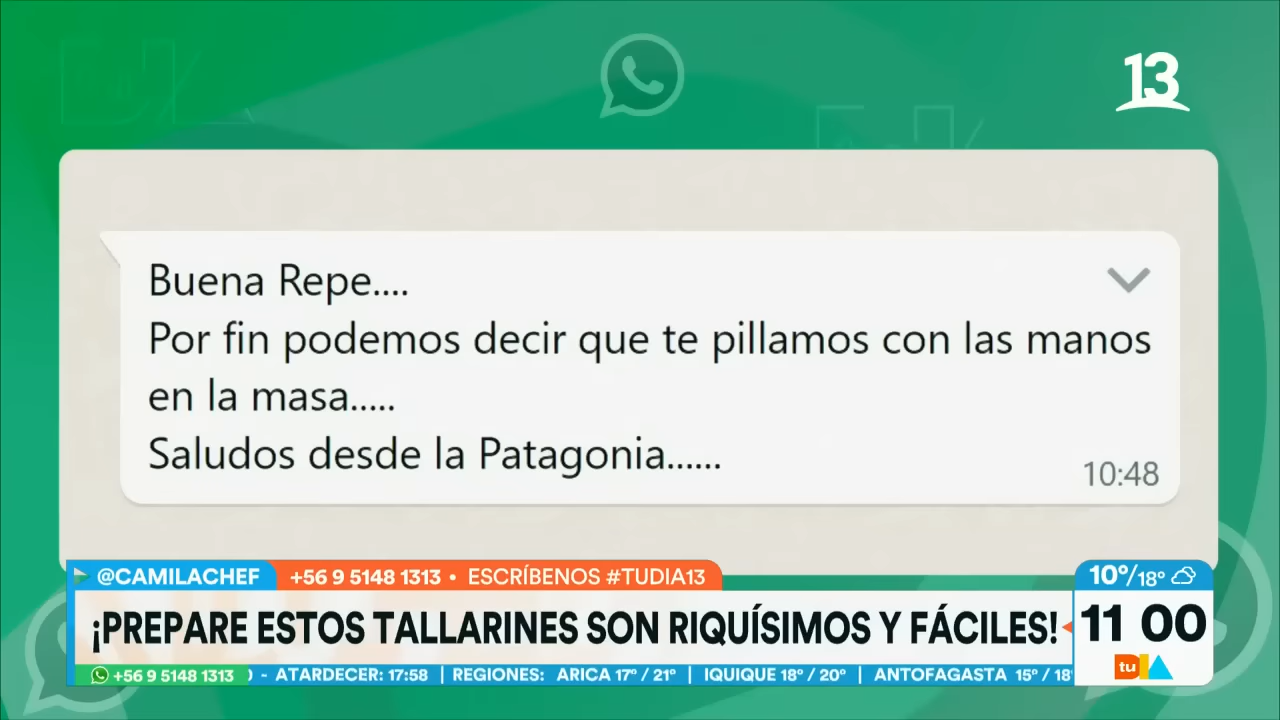 13
Buena Repe....
Por fin podemos decir que te pillamos con las manos
en la masa.....
Saludos desde la Patagonia......
10:48
@CAMILACHEF
+56 9 5148 1313 • ESCRÍBENOS #TUDIA13
10°/18°
¡PREPARE ESTOS TALLARINES SON RIQUÍSIMOS Y FÁCILES!
11 00
+56 9 5148 1313
- ATARDECER: 17:58 | REGIONES: ARICA 17° / 21° | IQUIQUE 18° / 20° | ANTOFAGASTA 15° / 18°
tu DÍA